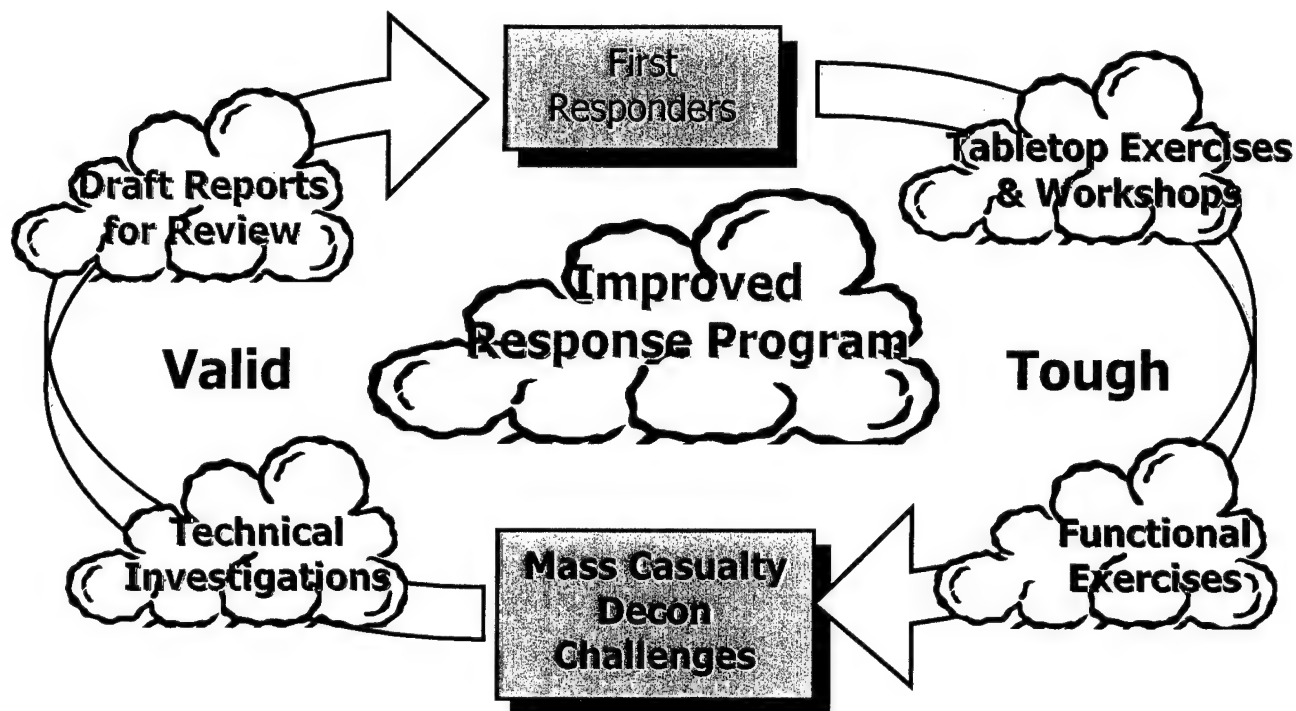 First
Responders
Tabletop Exercises
& Workshops
Draft Reports
for Review
Improved
Response Program
Valid
Tough
Technical
Investigations
Mass Casualty
Decon
Challenges
Functional
Exercises